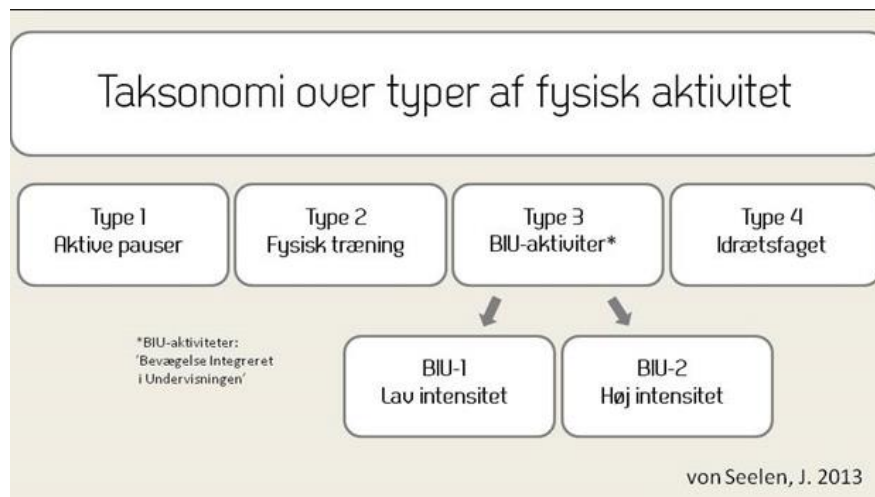 Taksonomi over typer af fysisk aktivitet
Type 1
Aktive pauser
Type 2
Fysisk træning
Type 3
BIU-aktiviter*
Type 4
Idrætsfaget
*BIU-aktiviteter:
‘Bevægelse Integreret
i Undervisningen’
BIU-1
Lav intensitet
BIU-2
Høj intensitet
von Seelen, J. 2013